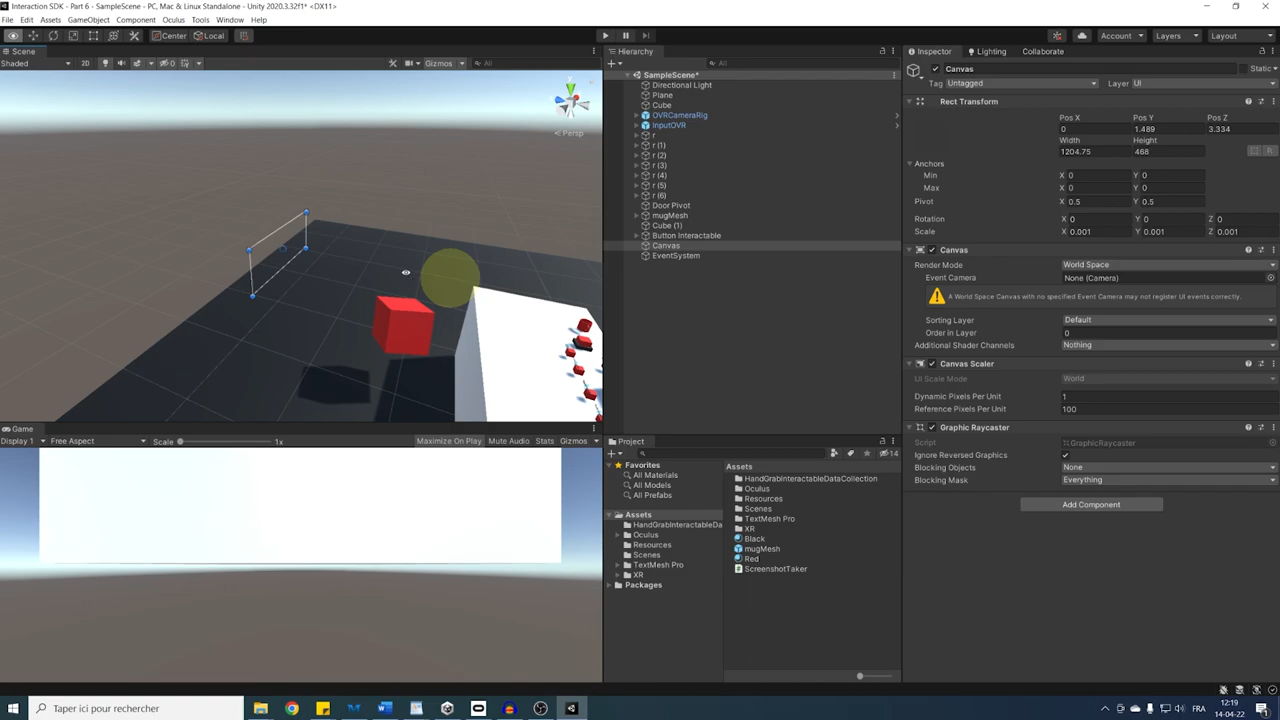 Interaction SDK - Part 6 - SampleScene - PC, Mac & Linux Standalone - Unity 2020.3.32f1* <DX11>
File Edit Assets GameObject Component Oculus Tools Window Help
Center Local Account Layers Layout
Scene
Shaded 2D 0 Gizmos All
y
< Persp
Game
Display 1 Free Aspect Scale 1x Maximize On Play Mute Audio Stats Gizmos
Hierarchy
All
SampleScene*
Directional Light
Plane
Cube
OVRCameraRig
InputOVR
r
r (1)
r (2)
r (3)
r (4)
r (5)
r (6)
Door Pivot
mugMesh
Cube (1)
Button Interactable
Canvas
EventSystem
Project
14
Favorites
All Materials
All Models
All Prefabs
Assets
HandGrabInteractableDa
Oculus
Resources
Scenes
TextMesh Pro
XR
Packages
Assets
HandGrabInteractableDataCollection
Oculus
Resources
Scenes
TextMesh Pro
XR
Black
mugMesh
Red
ScreenshotTaker
Inspector Lighting Collaborate
Canvas Static
Tag Untagged Layer UI
Rect Transform
Pos X Pos Y Pos Z
0 1.489 3.334
Width Height
1204.75 468
Anchors
Min X 0 Y 0
Max X 0 Y 0
Pivot X 0.5 Y 0.5
Rotation X 0 Y 0 Z 0
Scale X 0.001 Y 0.001 Z 0.001
Canvas
Render Mode World Space
Event Camera None (Camera)
A World Space Canvas with no specified Event Camera may not register UI events correctly.
Sorting Layer Default
Order in Layer 0
Additional Shader Channels Nothing
Canvas Scaler
UI Scale Mode World
Dynamic Pixels Per Unit 1
Reference Pixels Per Unit 100
Graphic Raycaster
Script GraphicRaycaster
Ignore Reversed Graphics
Blocking Objects None
Blocking Mask Everything
Add Component
Taper ici pour rechercher
FRA
12:19
14-04-22